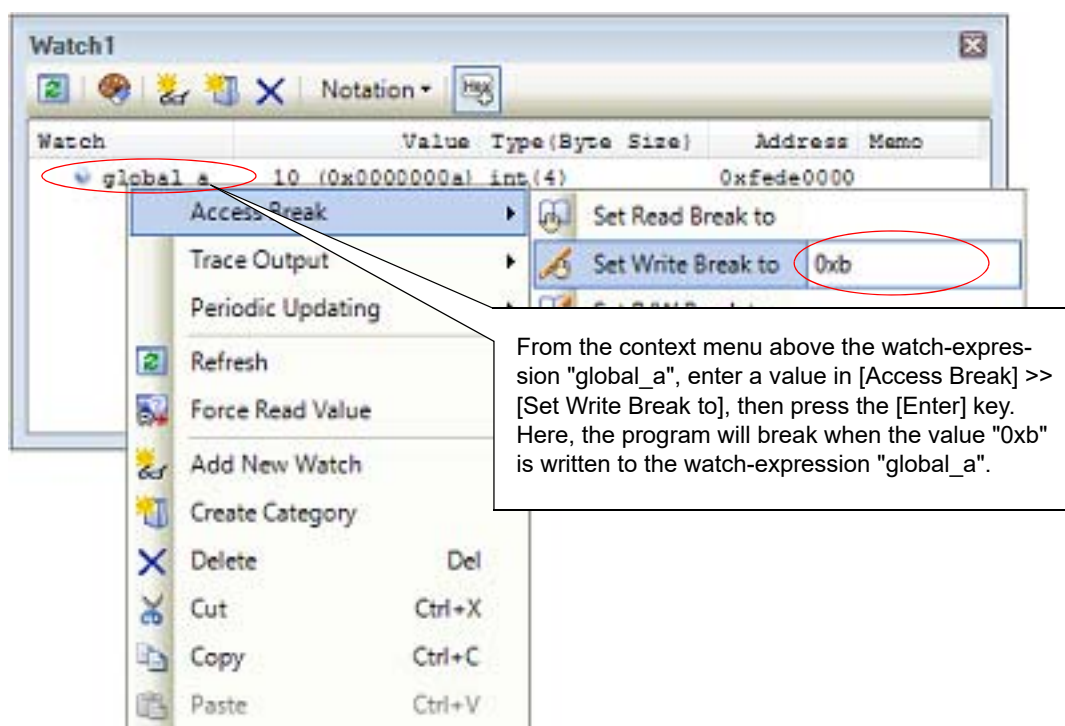 Watch1
Notation
Hex
Watch Value Type(Byte Size) Address Memo
global_a 10 (0x0000000a) int(4) 0xfede0000
Access Break
Set Read Break to
Trace Output
Set Write Break to 0xb
Periodic Updating
From the context menu above the watch-expres-
sion "global_a", enter a value in [Access Break] >>
[Set Write Break to], then press the [Enter] key.
Here, the program will break when the value "0xb"
is written to the watch-expression "global_a".
Refresh
Force Read Value
Add New Watch
Create Category
Delete Del
Cut Ctrl+X
Copy Ctrl+C
Paste Ctrl+V